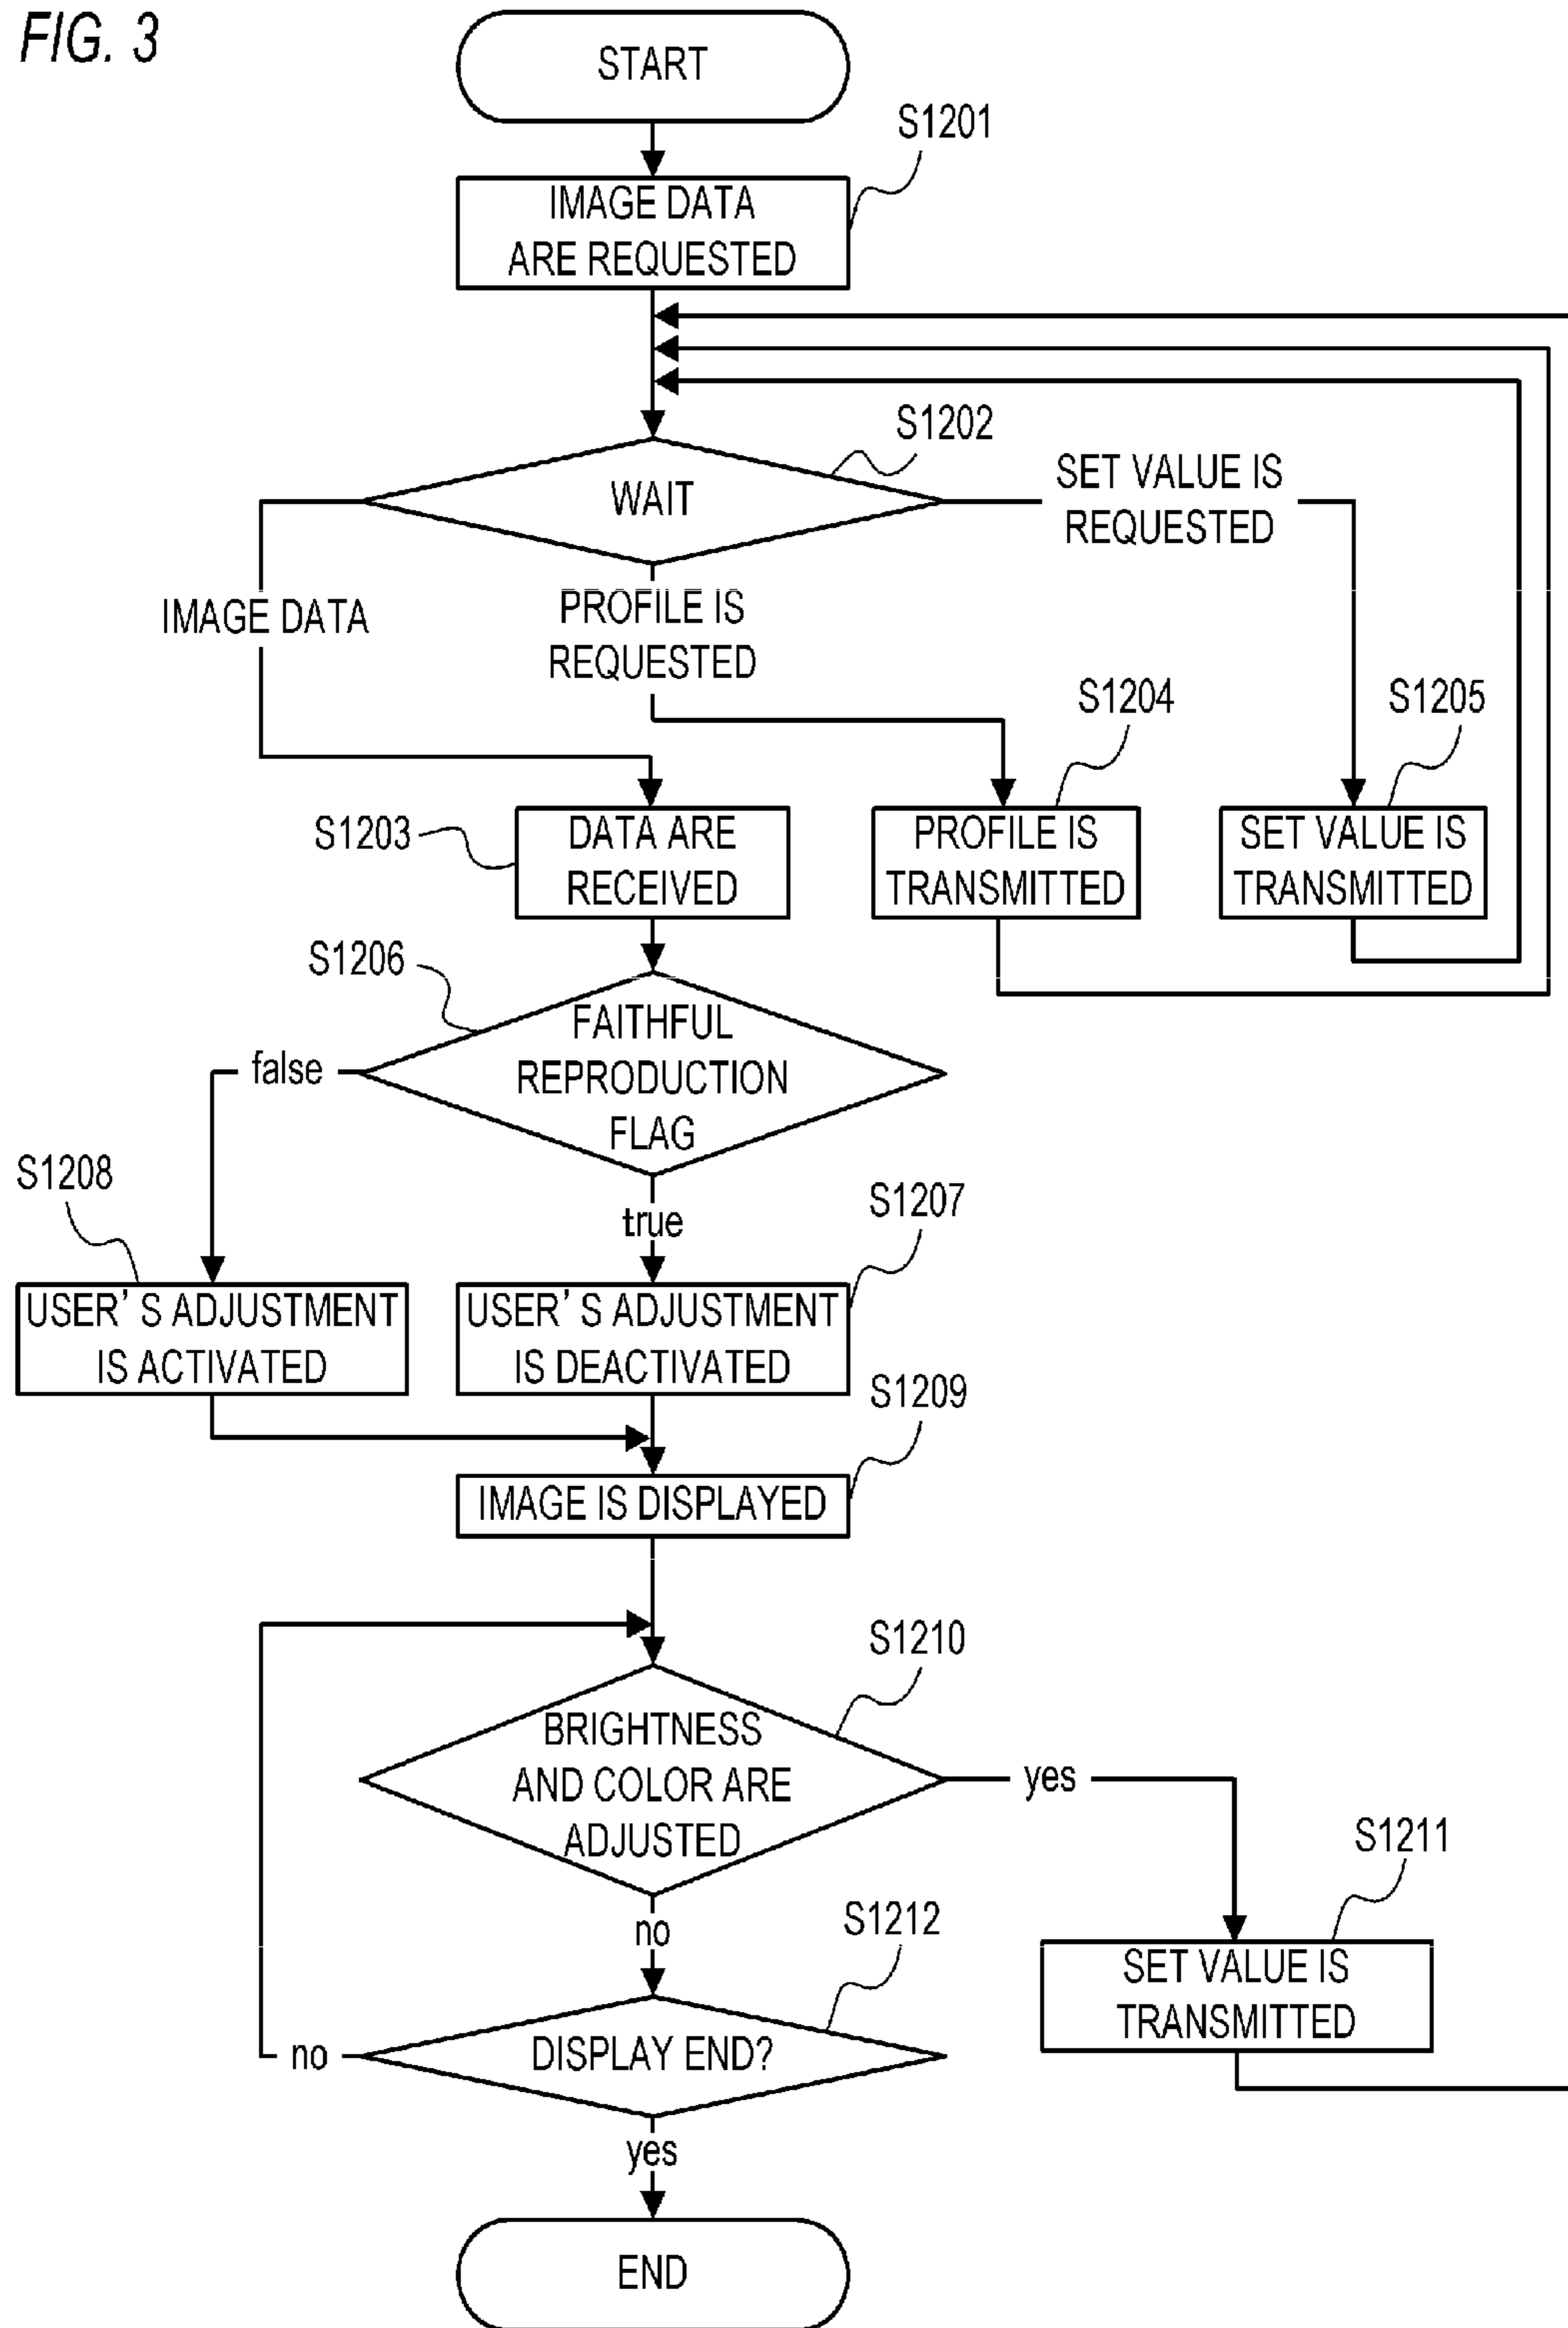 FIG. 3
START
S1201
IMAGE DATA
ARE REQUESTED
S1202
WAIT
SET VALUE IS
REQUESTED
IMAGE DATA
PROFILE IS
REQUESTED
S1204
S1205
S1203
DATA ARE
RECEIVED
PROFILE IS
TRANSMITTED
SET VALUE IS
TRANSMITTED
S1206
FAITHFUL
REPRODUCTION
FLAG
false
true
S1208
S1207
USER'S ADJUSTMENT
IS ACTIVATED
USER'S ADJUSTMENT
IS DEACTIVATED
S1209
IMAGE IS DISPLAYED
S1210
BRIGHTNESS
AND COLOR ARE
ADJUSTED
yes
S1211
no
S1212
SET VALUE IS
TRANSMITTED
DISPLAY END?
no
yes
END